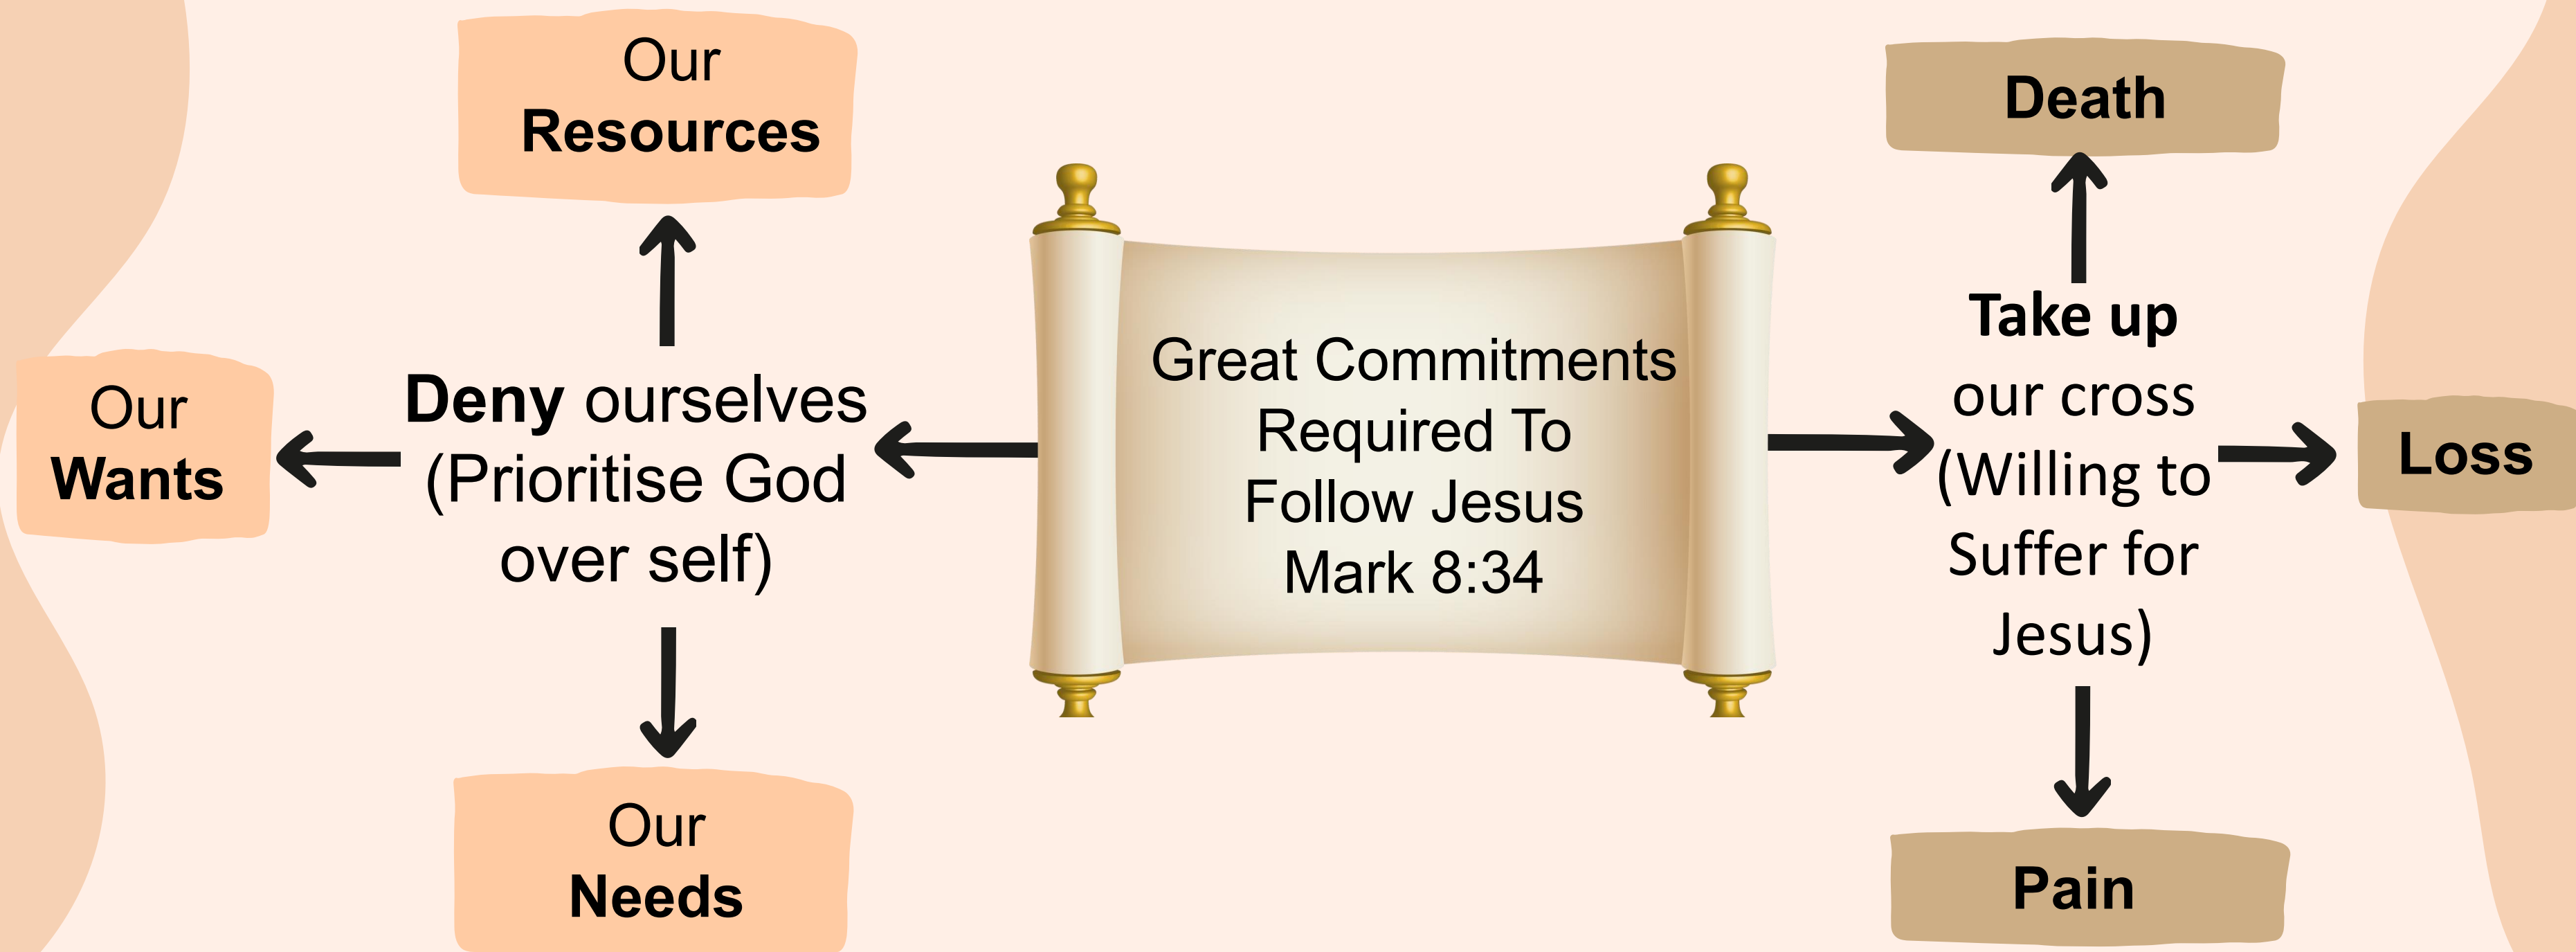 Our
Resources
Our
Wants
Deny ourselves
(Prioritise God
over self)
Our
Needs
Great Commitments
Required To
Follow Jesus
Mark 8:34
Death
Take up
our cross
(Willing to
Suffer for
Jesus)
Loss
Pain